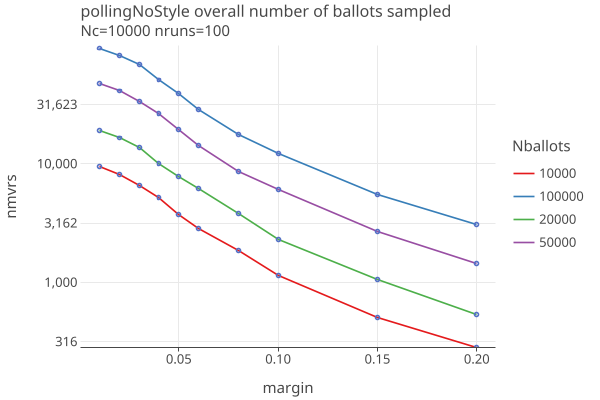 pollingNoStyle overall number of ballots sampled
Nc=10000 nruns=100
nmvrs
31,623
10,000
3,162
1,000
316
0.05
0.10
0.15
0.20
margin
Nballots
10000
100000
20000
50000